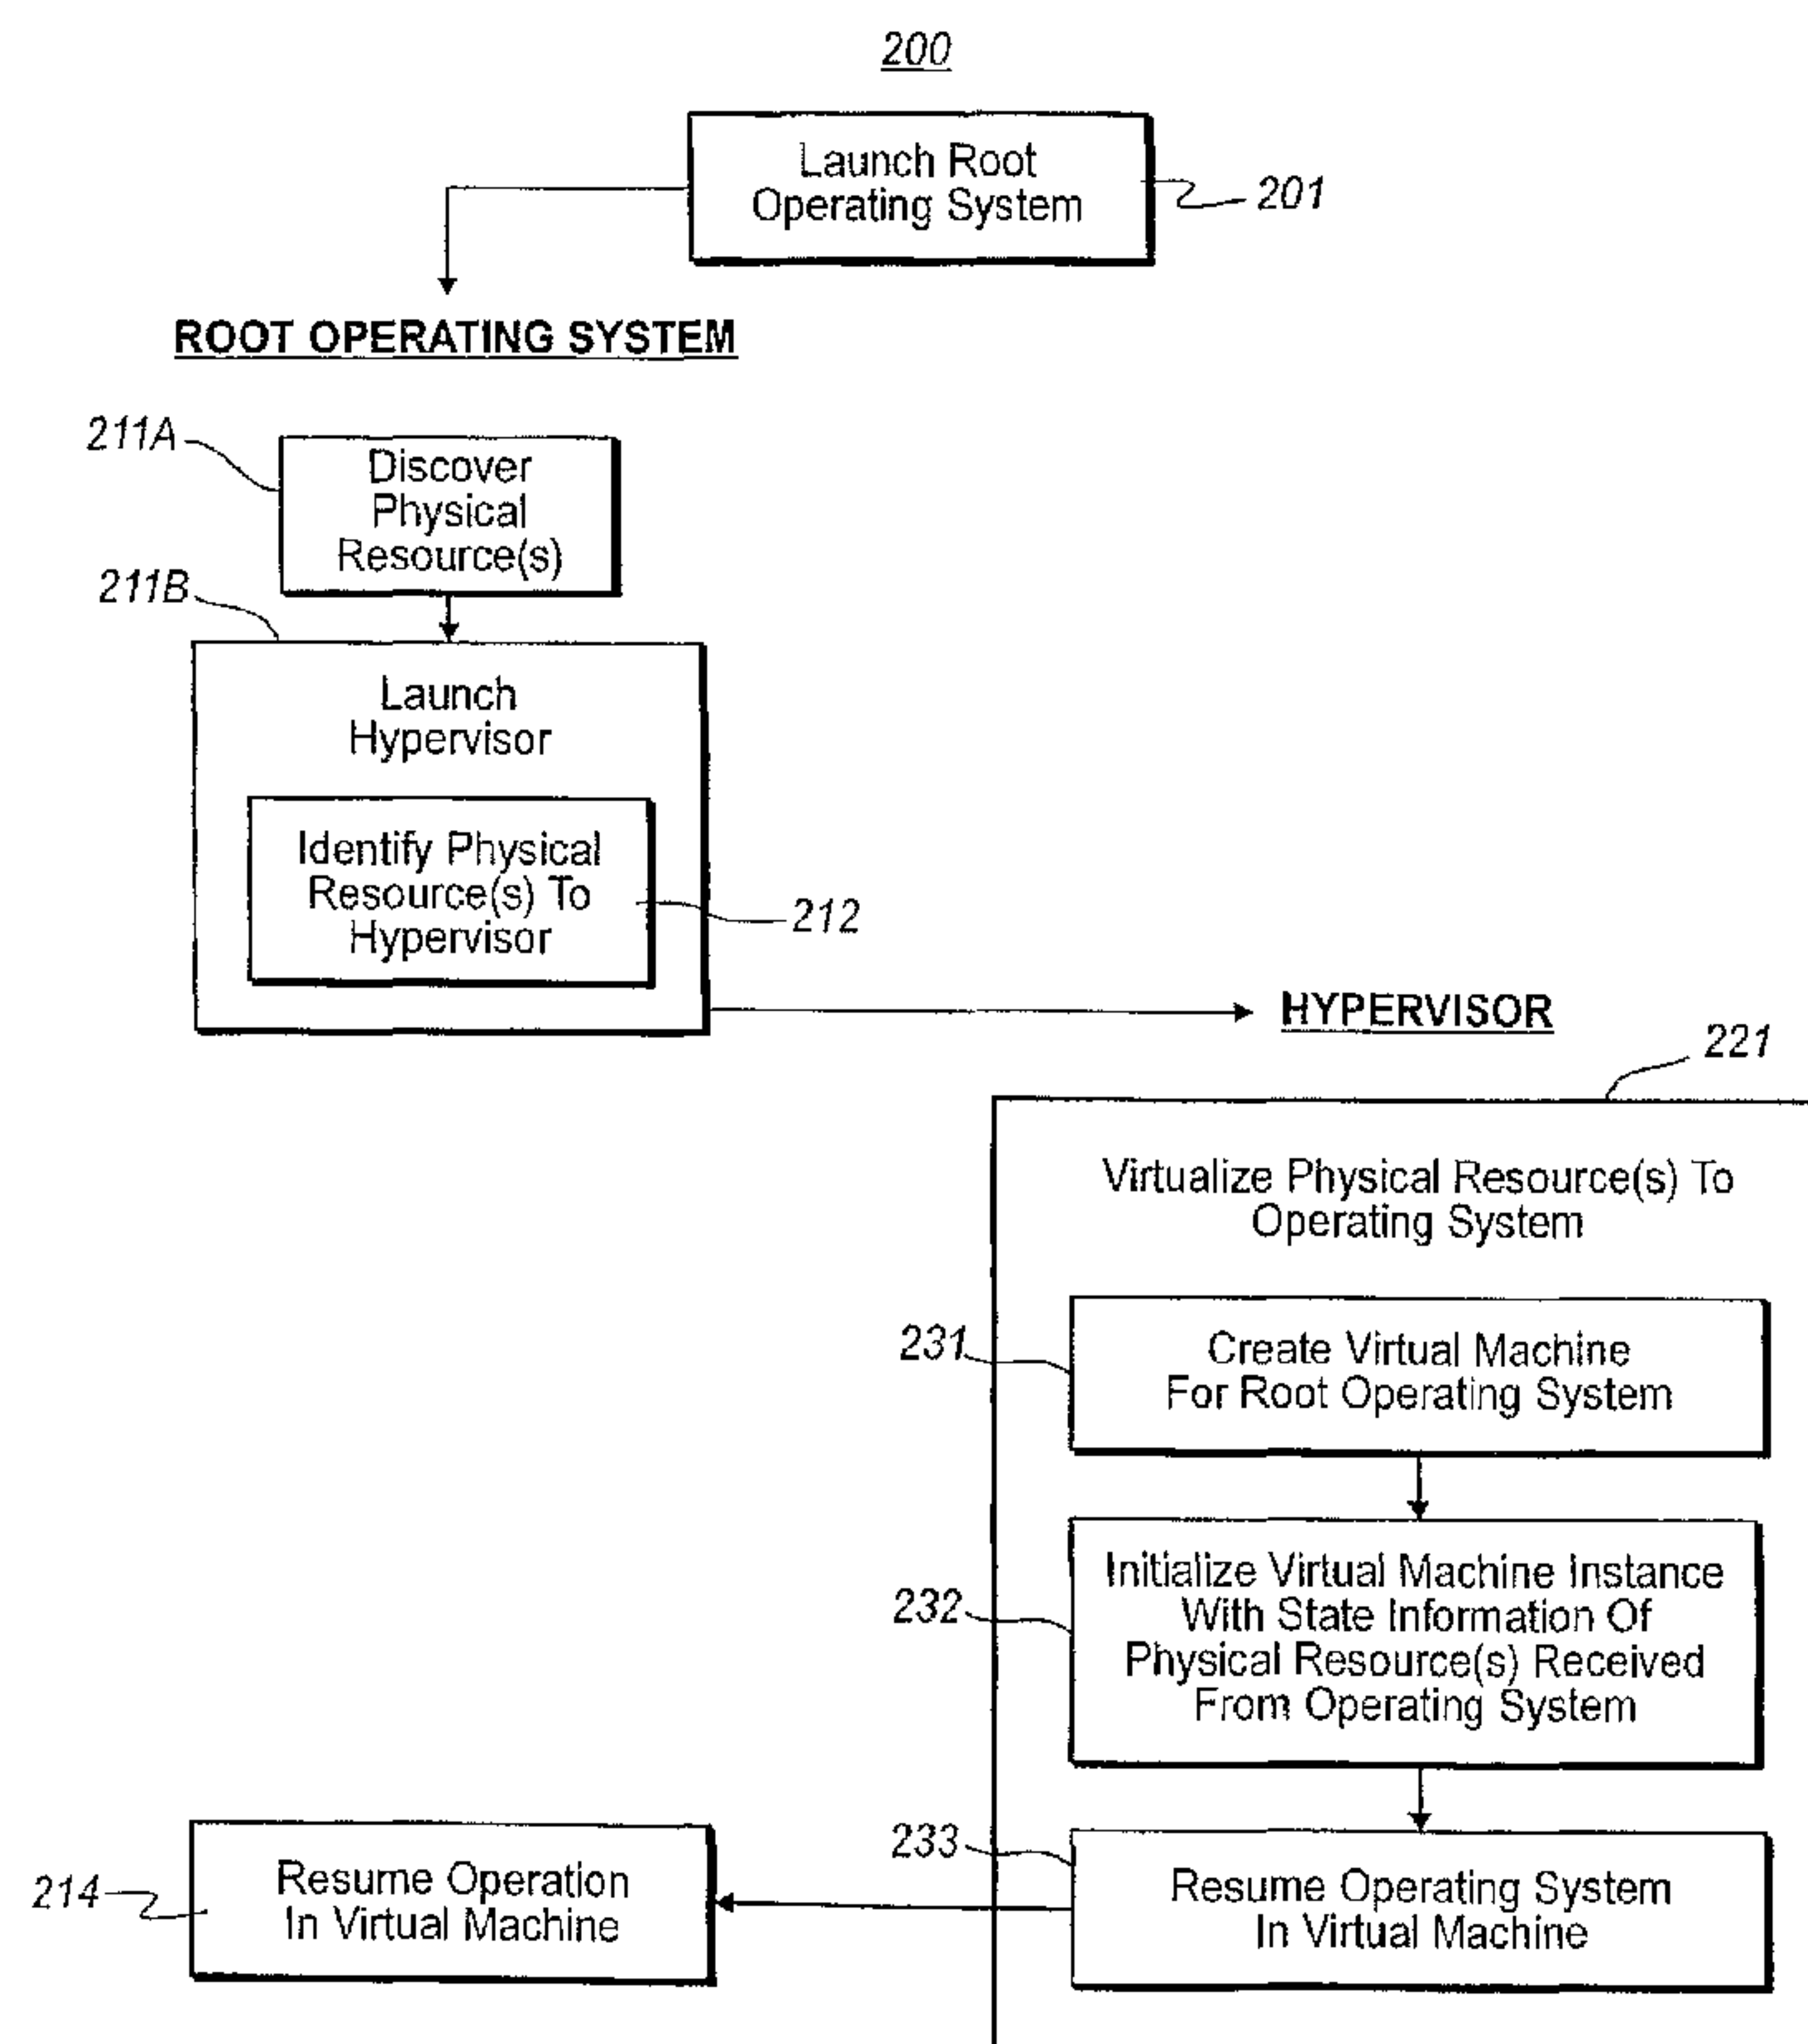 200
Launch Root
Operating System
201
ROOT OPERATING SYSTEM
211A
Discover
Physical
Resource(s)
211B
Launch
Hypervisor
Identify Physical
Resource(s) To
Hypervisor
212
HYPERVISOR
221
Virtualize Physical Resource(s) To
Operating System
231
Create Virtual Machine
For Root Operating System
232
Initialize Virtual Machine Instance
With State Information Of
Physical Resource(s) Received
From Operating System
233
Resume Operating System
In Virtual Machine
214
Resume Operation
In Virtual Machine